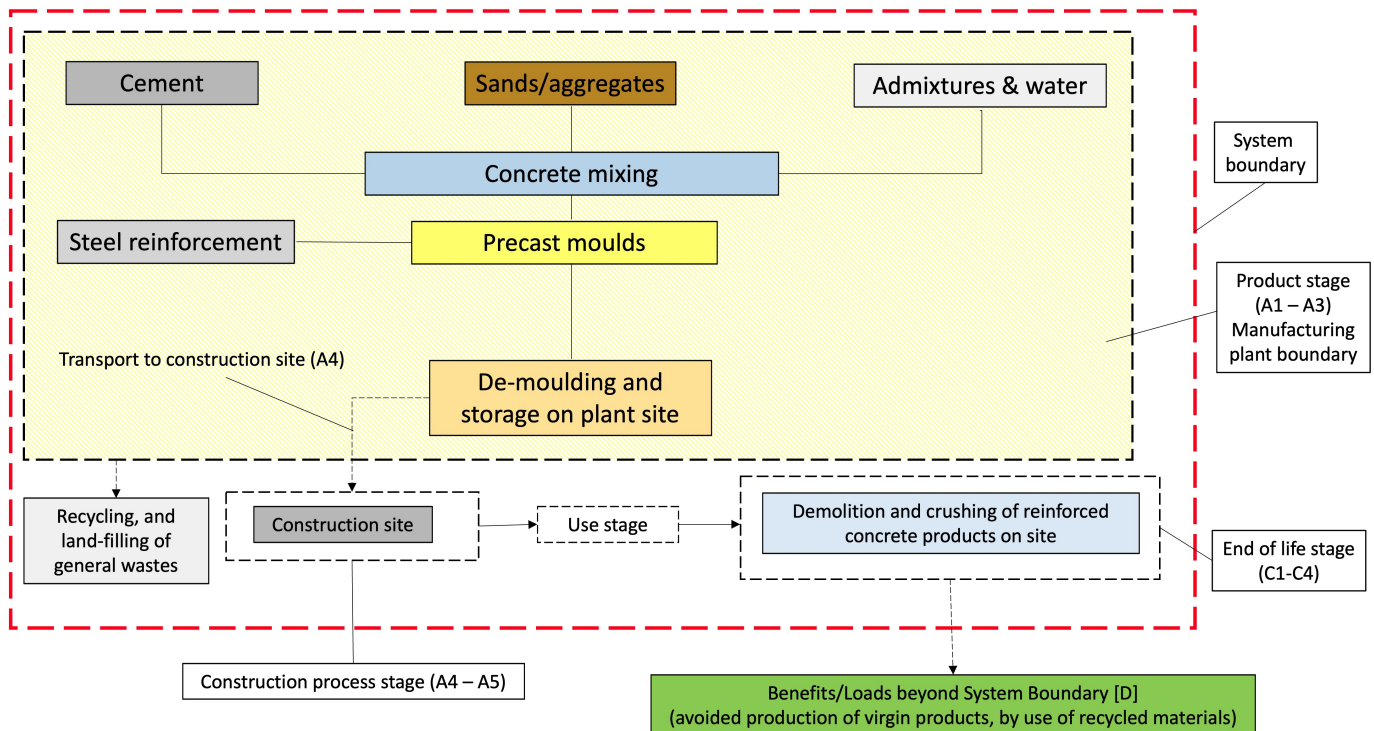 Cement
Sands/aggregates
Admixtures & water
Concrete mixing
System
boundary
Steel reinforcement
Precast moulds
Product stage
(A1 – A3)
Manufacturing
plant boundary
Transport to construction site (A4)
De-moulding and
storage on plant site
Recycling, and
land-filling of
general wastes
Construction site
Use stage
Demolition and crushing of reinforced
concrete products on site
End of life stage
(C1-C4)
Construction process stage (A4 – A5)
Benefits/Loads beyond System Boundary [D]
(avoided production of virgin products, by use of recycled materials)